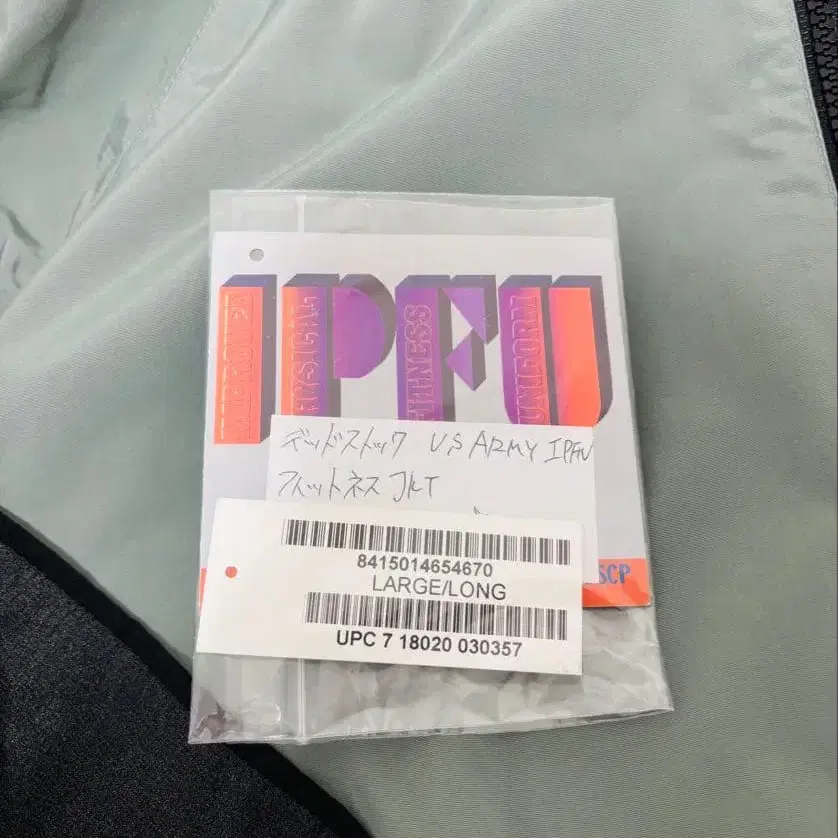 IPFU
IMPROVED
PHYSICAL
FITNESS
UNIFORM
デッドストック U.S ARMY IPFU
フィットネス JKT
8415014654670
LARGE/LONG
SCP
UPC 7 18020 030357